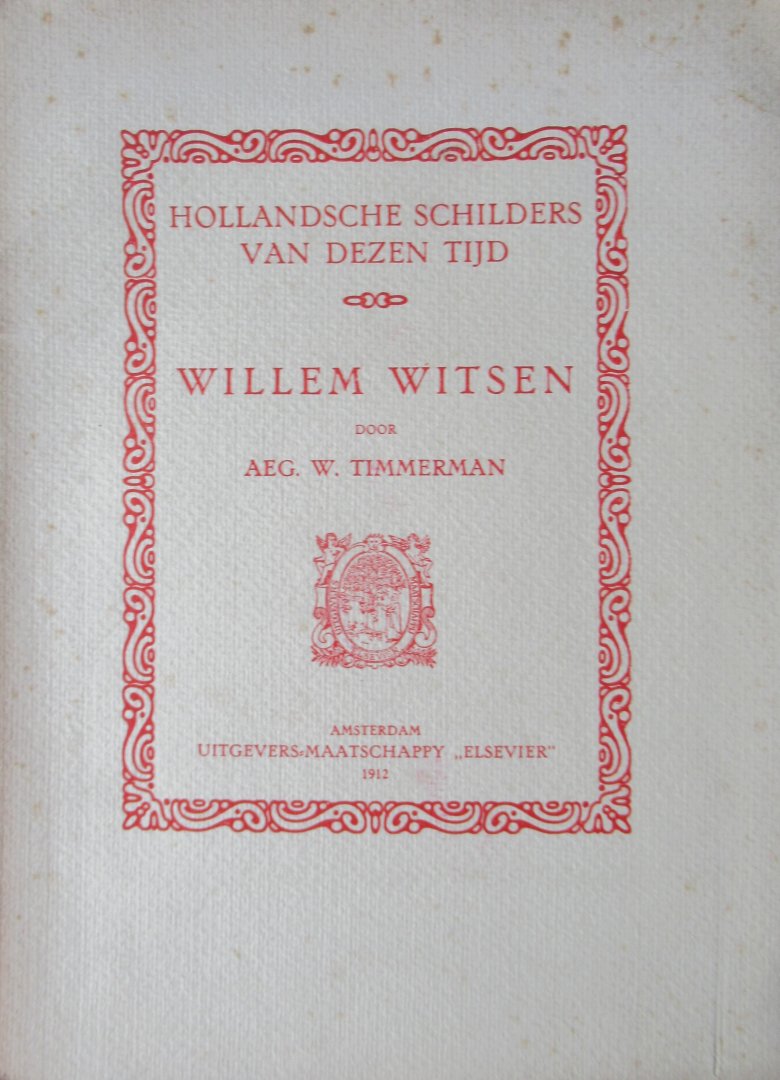 HOLLANDSCHE SCHILDERS
VAN DEZEN TIJD
WILLEM WITSEN
DOOR
AEG. W. TIMMERMAN
AMSTERDAM
UITGEVERS-MAATSCHAPPY „ELSEVIER"
1912